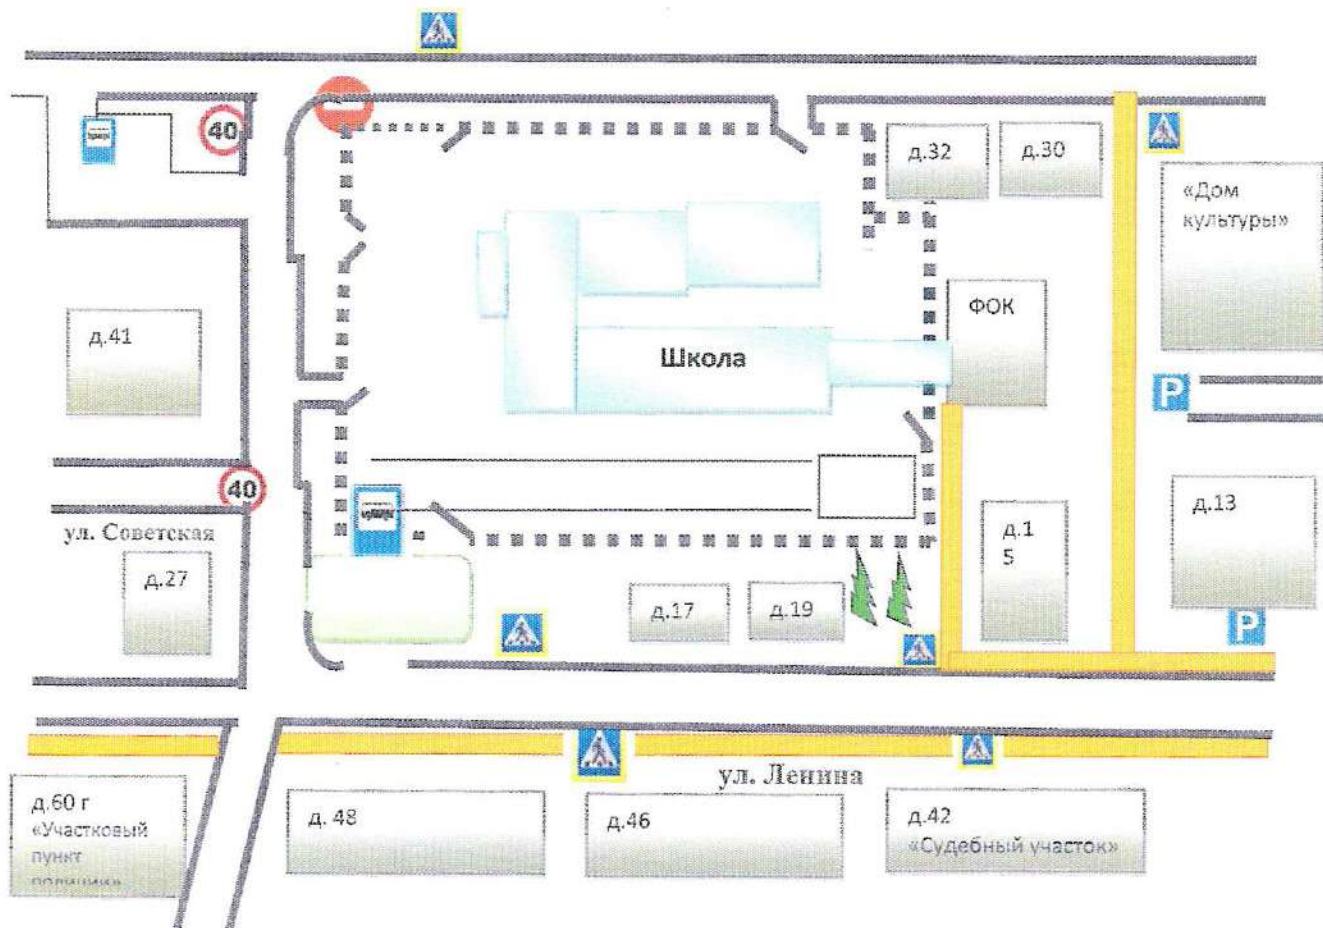 40
д.32
д.30
«Дом
культуры»
ФОК
д.41
Школа
P
40
ул. Советская
д.13
д.1
5
д.27
д.17
д.19
P
ул. Ленина
д.60 г
«Участковый
пункт
полиции»
д. 48
д.46
д.42
«Судебный участок»